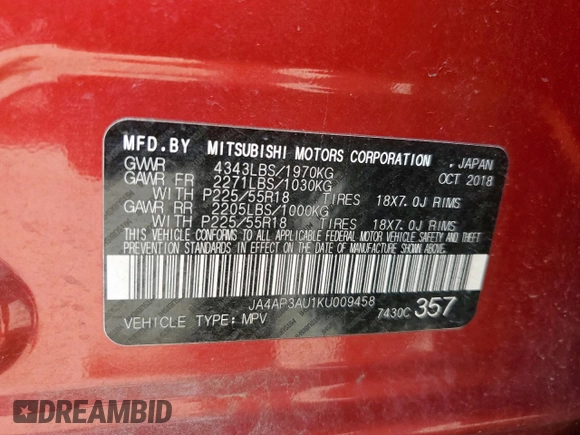 MFD.BY MITSUBISHI MOTORS CORPORATION . JAPAN
GVWR 4343LBS/1970KG OCT 2018
GAWR FR 2271LBS/1030KG
WITH P225/55R18 TIRES 18X7.0J RIMS
GAWR RR 2205LBS/1000KG
WITH P225/55R18 TIRES 18X7.0J RIMS
THIS VEHICLE CONFORMS TO ALL APPLICABLE FEDERAL MOTOR VEHICLE SAFETY AND THEFT
PREVENTION STANDARDS IN EFFECT ON THE DATE OF MANUFACTURE SHOWN ABOVE.
JA4AP3AU1KU009458
VEHICLE TYPE: MPV 7430C 357
DREAMBID